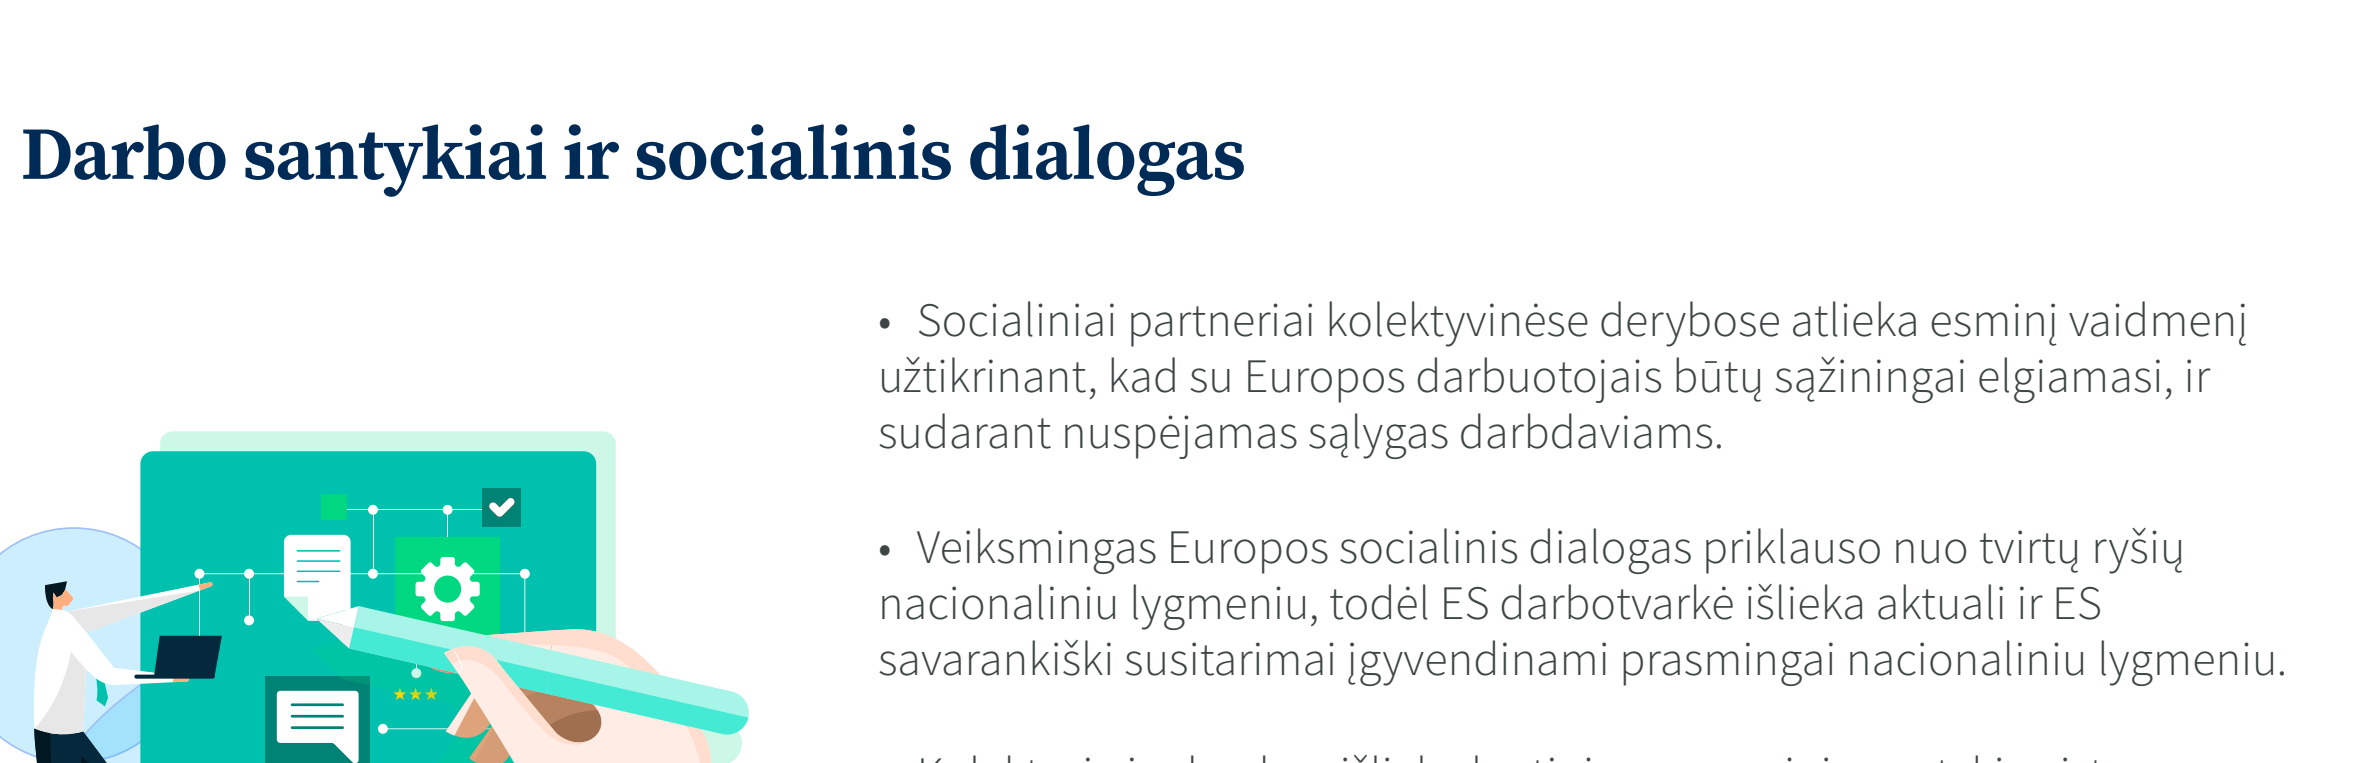 Darbo santykiai ir socialinis dialogas
• Socialiniai partneriai kolektyvinėse derybose atlieka esminį vaidmenį
užtikrinant, kad su Europos darbuotojais būtų sąžiningai elgiamasi, ir
sudarant nuspėjamas sąlygas darbdaviams.
• Veiksmingas Europos socialinis dialogas priklauso nuo tvirtų ryšių
nacionaliniu lygmeniu, todėl ES darbotvarkė išlieka aktuali ir ES
savarankiški susitarimai įgyvendinami prasmingai nacionaliniu lygmeniu.